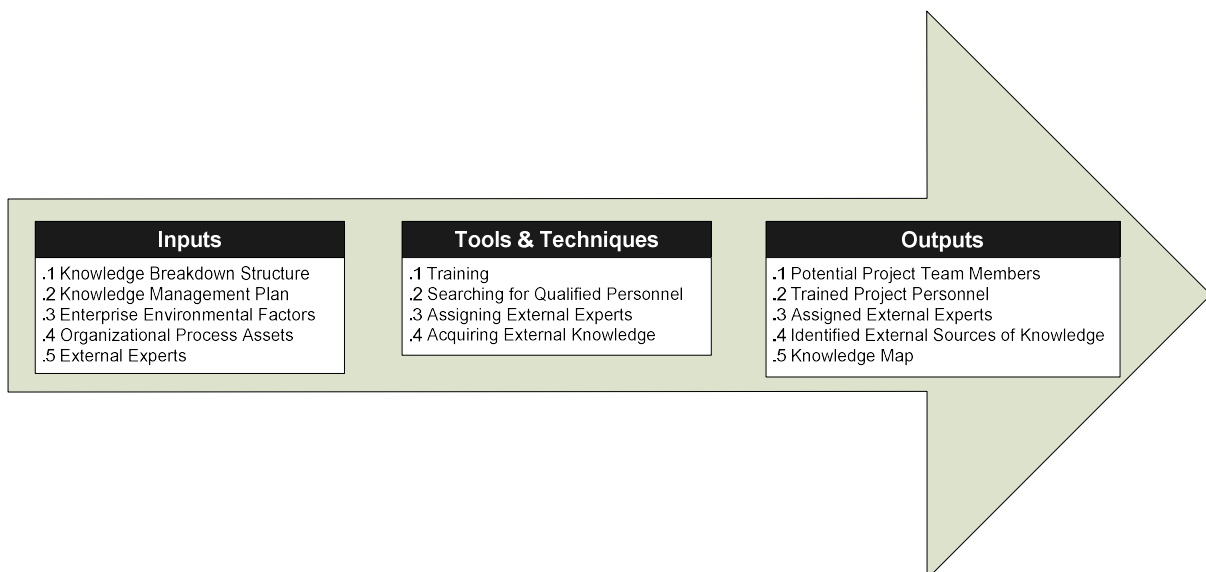 Inputs
.1 Knowledge Breakdown Structure
.2 Knowledge Management Plan
.3 Enterprise Environmental Factors
.4 Organizational Process Assets
.5 External Experts
Tools & Techniques
.1 Training
.2 Searching for Qualified Personnel
.3 Assigning External Experts
.4 Acquiring External Knowledge
Outputs
.1 Potential Project Team Members
.2 Trained Project Personnel
.3 Assigned External Experts
.4 Identified External Sources of Knowledge
.5 Knowledge Map